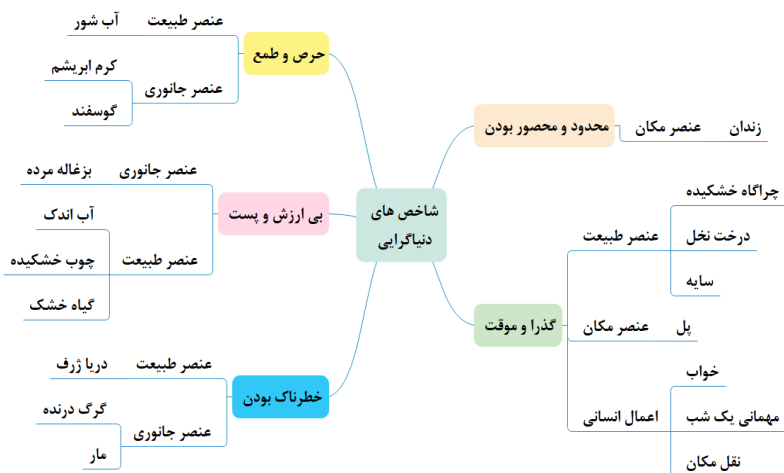 شاخص های
دنیاگرایی
محدود و محصور بودن
عنصر مکان
زندان
گذرا و موقت
عنصر طبیعت
چراگاه خشکیده
درخت نخل
سایه
عنصر مکان
پل
اعمال انسانی
خواب
مهمانی یک شب
نقل مکان
حرص و طمع
عنصر طبیعت
آب شور
عنصر جانوری
کرم ابریشم
گوسفند
بی ارزش و پست
عنصر جانوری
بزغاله مرده
عنصر طبیعت
آب اندک
چوب خشکیده
گیاه خشک
خطرناک بودن
عنصر طبیعت
دریا ژرف
عنصر جانوری
گرگ درنده
مار